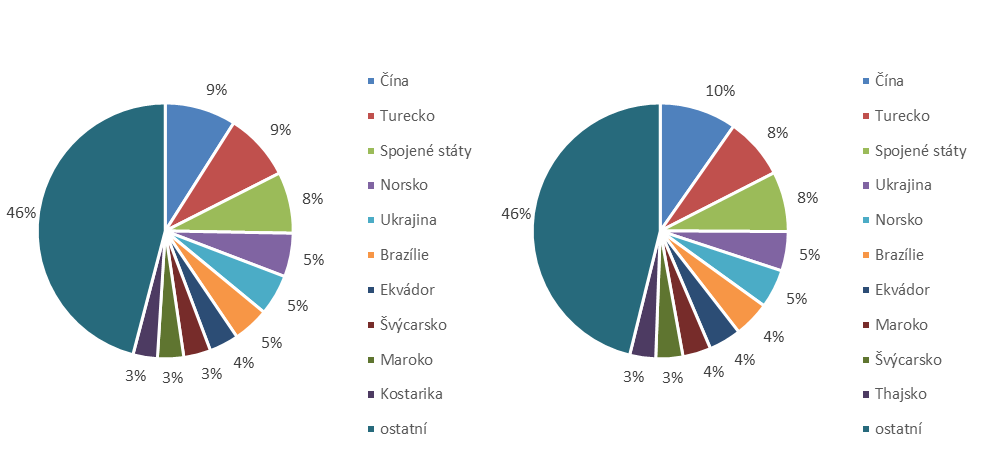 9%
9%
8%
5%
5%
5%
4%
3%
3%
3%
46%
Čína
Turecko
Spojené státy
Norsko
Ukrajina
Brazílie
Ekvádor
Švýcarsko
Maroko
Kostarika
ostatní
10%
8%
8%
5%
5%
4%
4%
4%
3%
3%
46%
Čína
Turecko
Spojené státy
Ukrajina
Norsko
Brazílie
Ekvádor
Maroko
Švýcarsko
Thajsko
ostatní